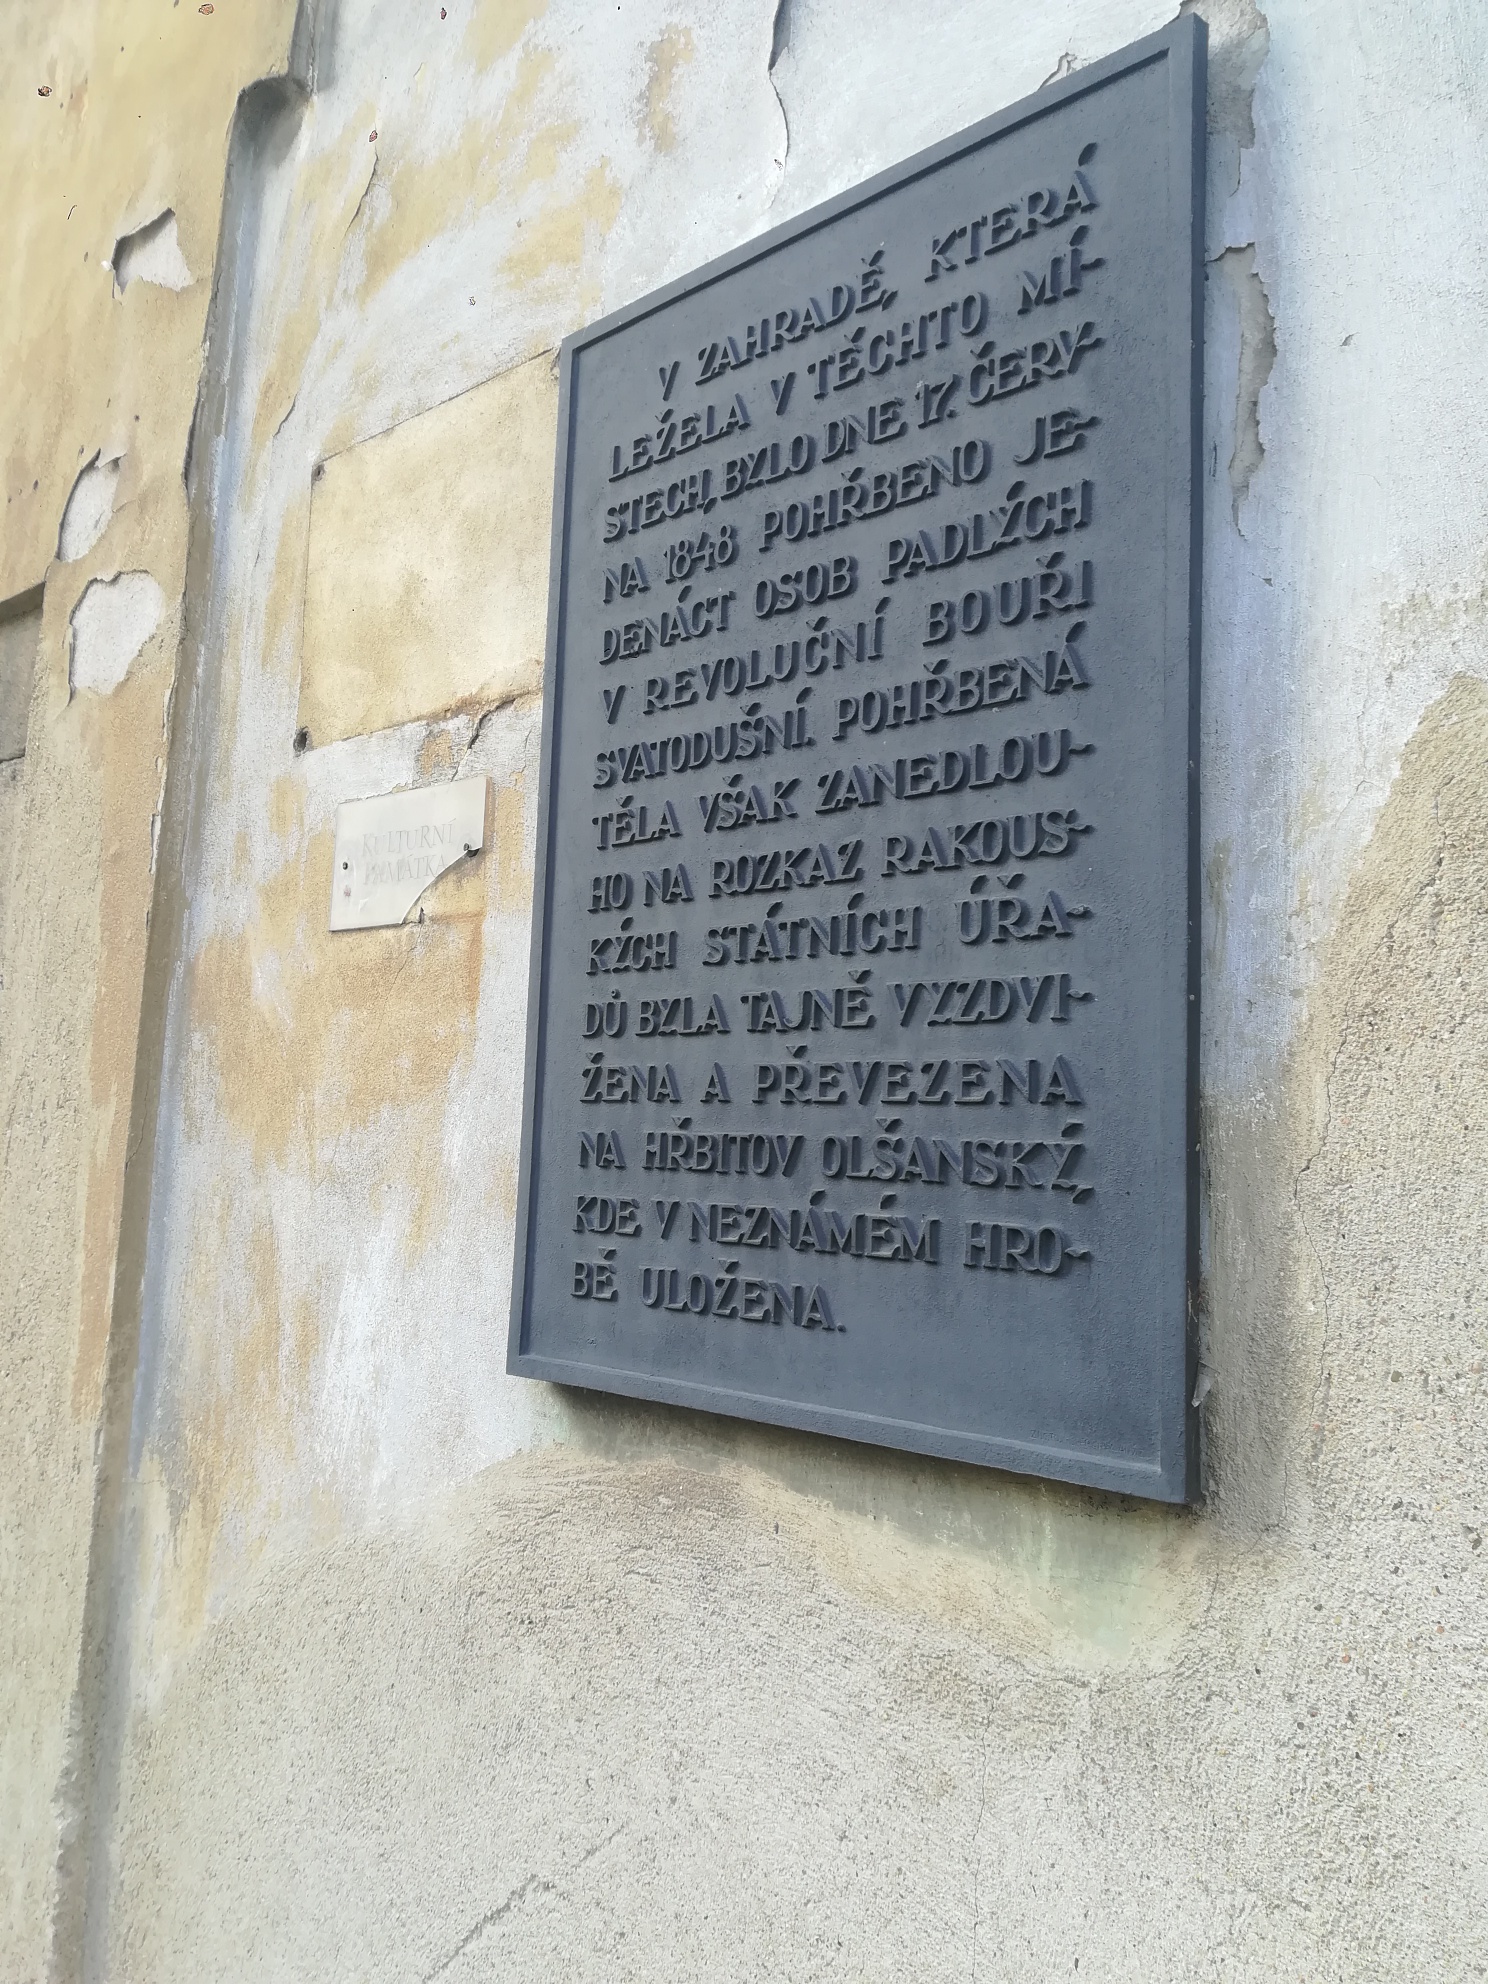 V ZAHRADĚ, KTERÁ
LEŽELA V TĚCHTO MÍ-
STECH, BYLO DNE 17. ČERV-
NA 1848 POHŘBENO JE-
DENÁCT OSOB PADLÝCH
V REVOLUČNÍ BOUŘI
SVATODUŠNÍ. POHŘBENÁ
TĚLA VŠAK ZANEDLOU-
HO NA ROZKAZ RAKOUS-
KÝCH STÁTNÍCH ÚŘA-
DŮ BYLA TAJNĚ VYZDVI-
ŽENA A PŘEVEZENA
NA HŘBITOV OLŠANSKÝ,
KDE V NEZNÁMÉM HRO-
BĚ ULOŽENA.
KULTURNÍ
PAMÁTKA